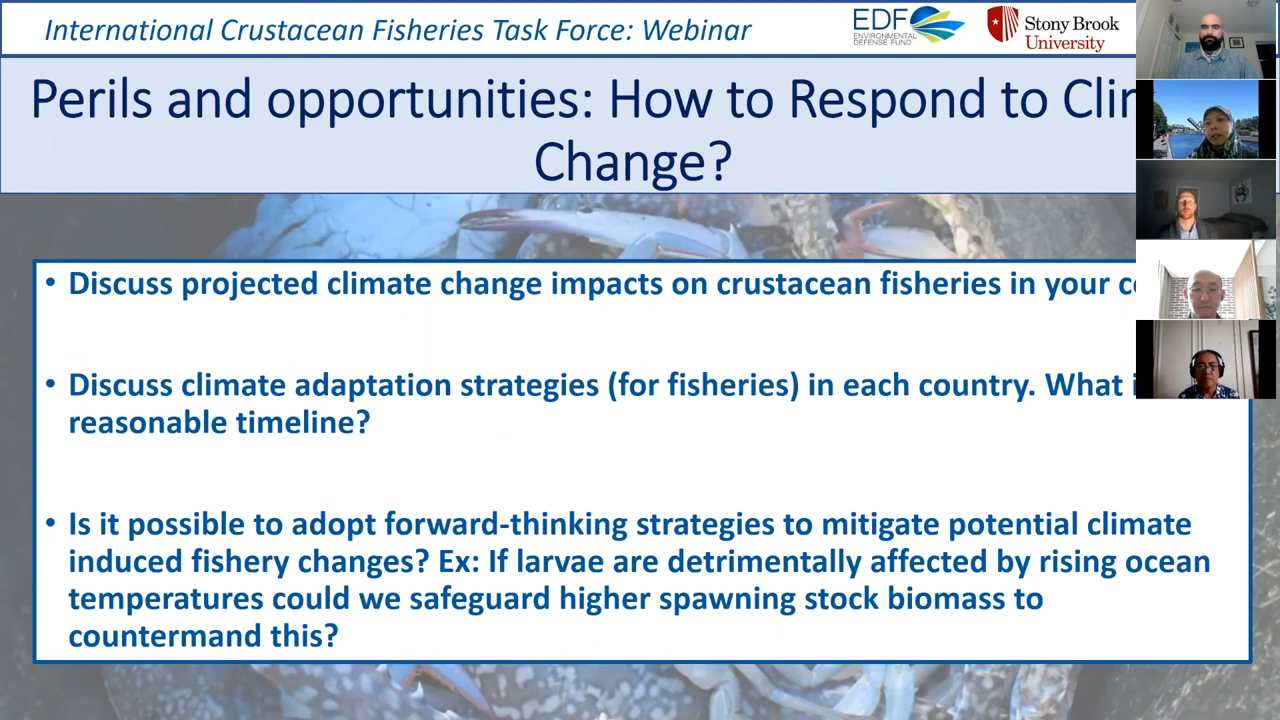 International Crustacean Fisheries Task Force: Webinar
EDF
ENVIRONMENTAL
DEFENSE FUND
Stony Brook
University
Perils and opportunities: How to Respond to Clim
Change?
• Discuss projected climate change impacts on crustacean fisheries in your
• Discuss climate adaptation strategies (for fisheries) in each country. What
reasonable timeline?
• Is it possible to adopt forward-thinking strategies to mitigate potential climate
induced fishery changes? Ex: If larvae are detrimentally affected by rising ocean
temperatures could we safeguard higher spawning stock biomass to
countermand this?